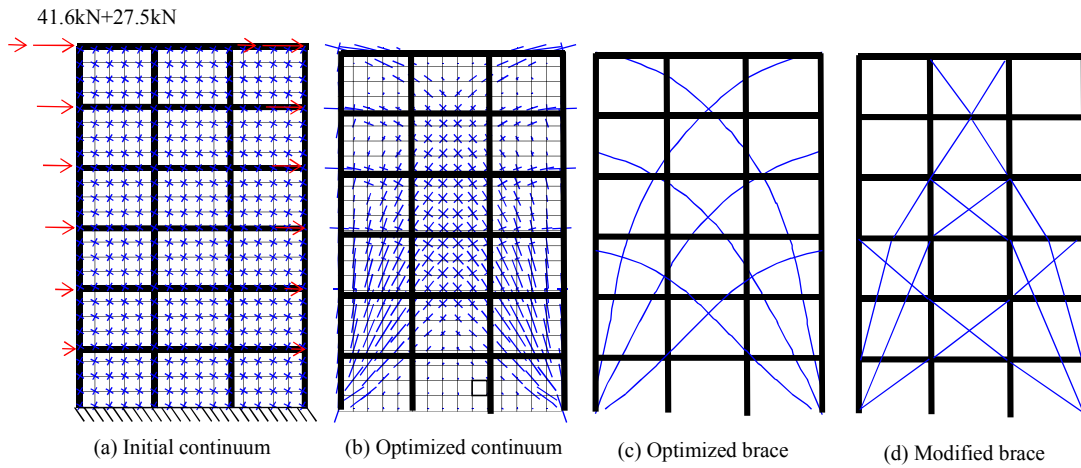 41.6kN+27.5kN
(a) Initial continuum
(b) Optimized continuum
(c) Optimized brace
(d) Modified brace